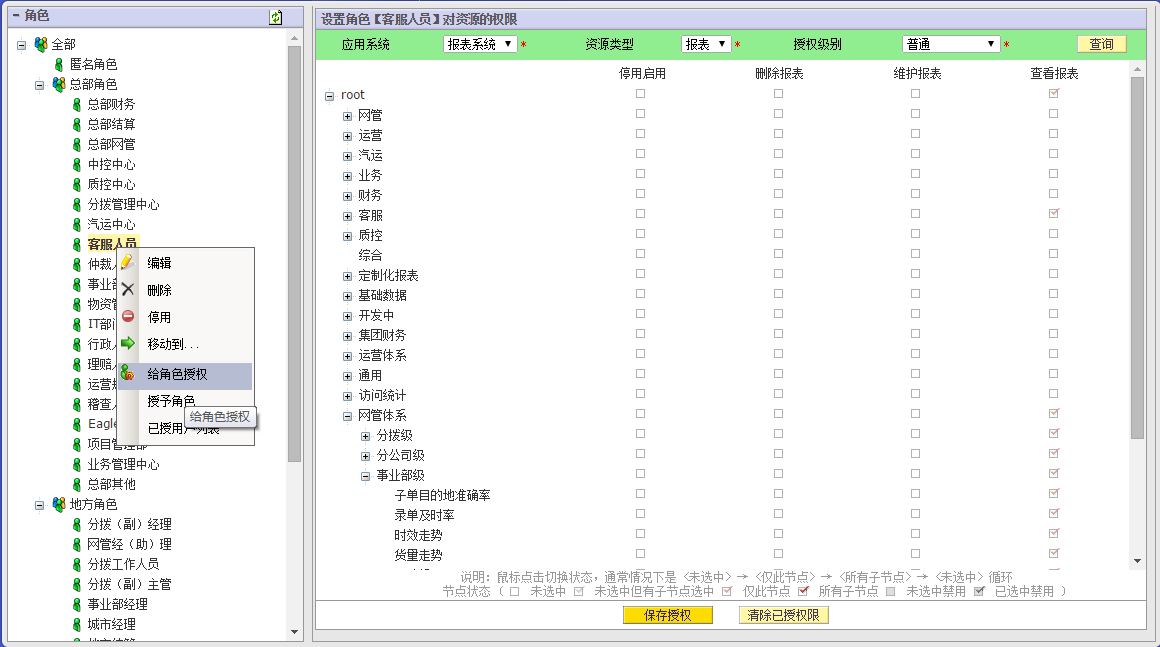 角色
全部
匿名角色
总部角色
总部财务
总部结算
总部网管
中控中心
质控中心
分拨管理中心
汽运中心
客服人员
仲裁
事业部
物资管
IT部门
行政
理赔
运营规
稽查
Eagle
项目管理部
业务管理中心
总部其他
地方角色
分拨（副）经理
网管经（助）理
分拨工作人员
分拨（副）主管
事业部经理
城市经理
编辑
删除
停用
移动到...
给角色授权
授予角色
给角色授权
已授用户列表
设置角色【客服人员】对资源的权限
应用系统 报表系统 * 资源类型 报表 * 授权级别 普通 * 查询
停用启用 删除报表 维护报表 查看报表
root
网管
运营
汽运
业务
财务
客服
质控
综合
定制化报表
基础数据
开发中
集团财务
运营体系
通用
访问统计
网管体系
分拨级
分公司级
事业部级
子单目的地准确率
录单及时率
时效走势
货量走势
说明：鼠标点击切换状态，通常情况下是 <未选中> → <仅此节点> → <所有子节点> → <未选中> 循环
节点状态（ 未选中 未选中但有子节点选中 仅此节点 所有子节点 未选中禁用 已选中禁用 ）
保存授权 清除已授权限